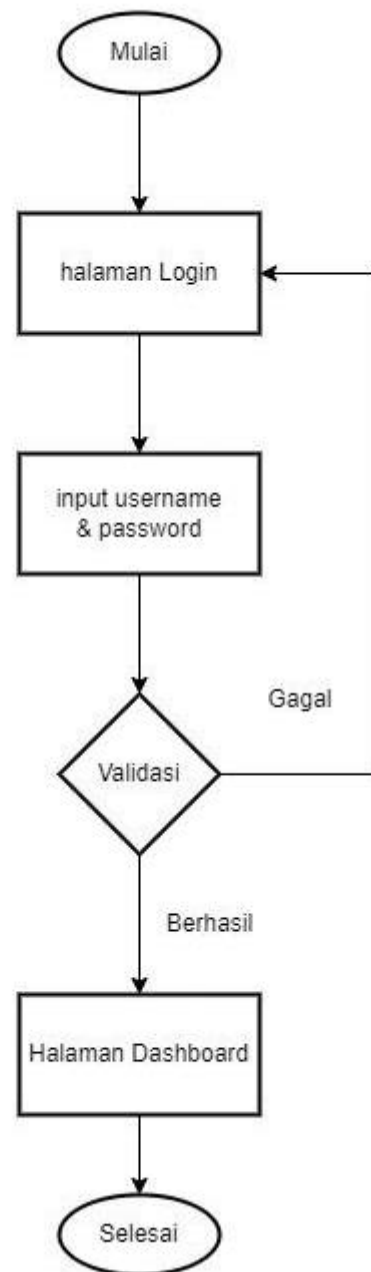 Mulai
halaman Login
input username
& password
Gagal
Validasi
Berhasil
Halaman Dashboard
Selesai